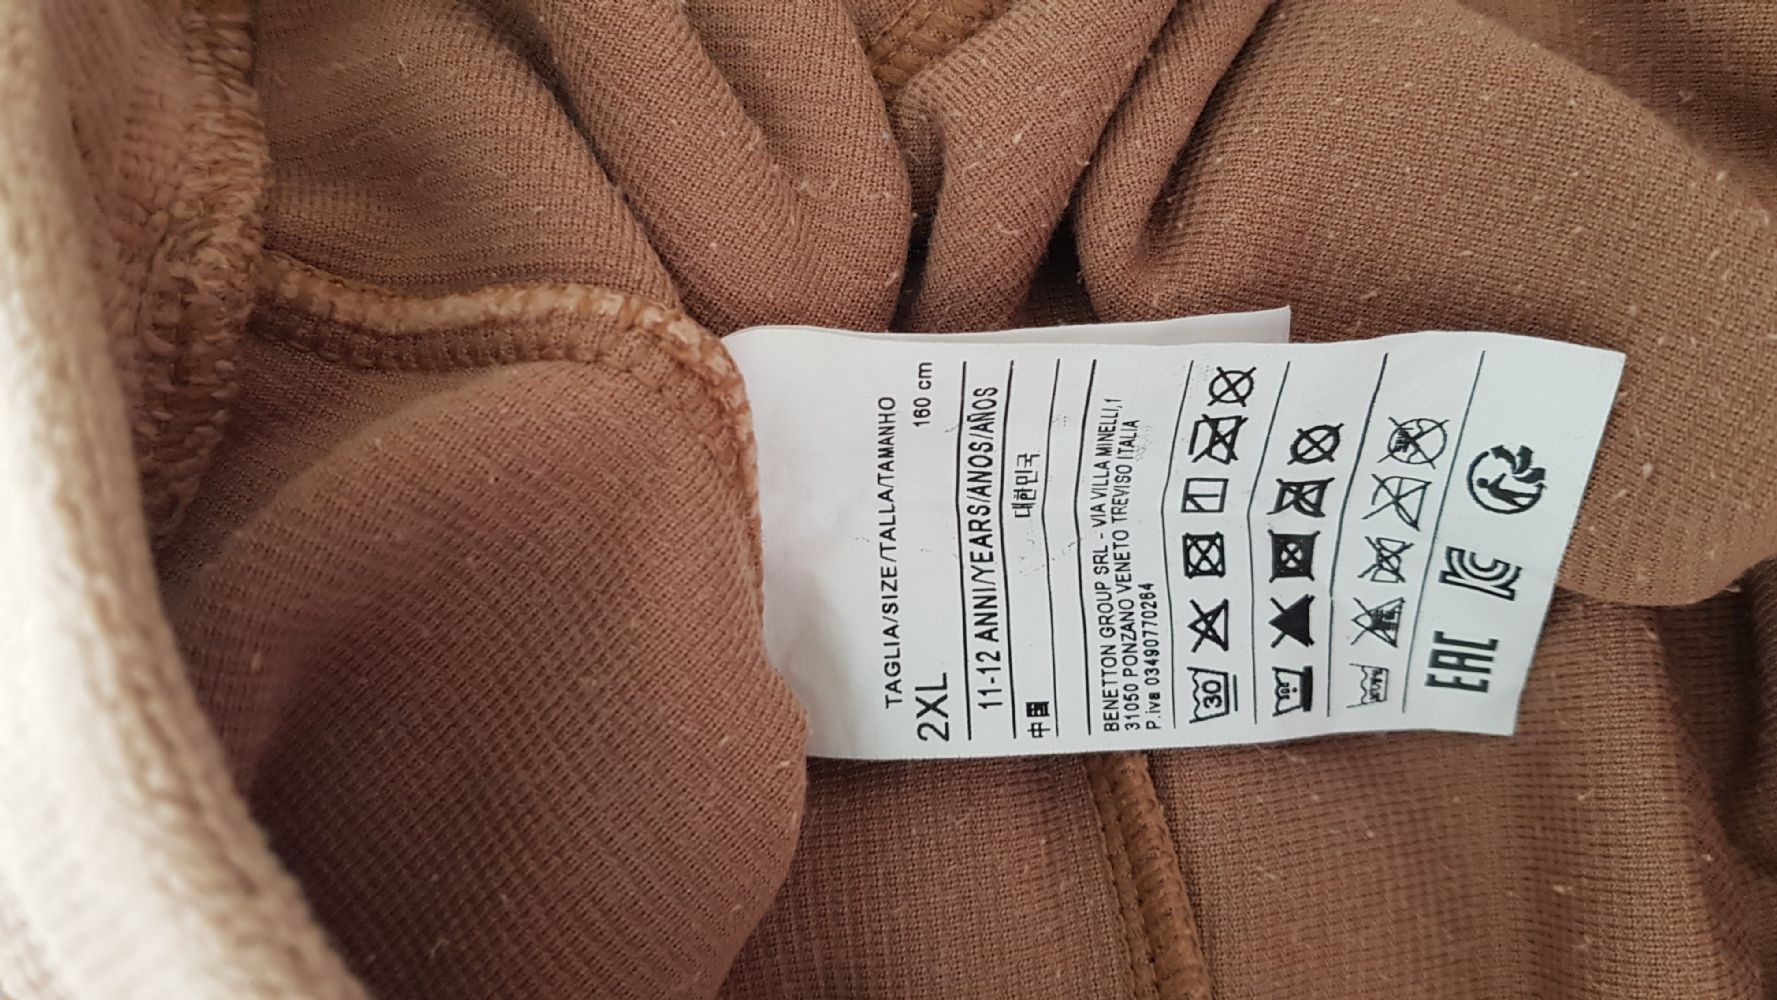 TAGLIA/SIZE/TALLA/TAMANHO
2XL 160 cm
11-12 ANNI/YEARS/ANOS/AÑOS
中国 대한민국
BENETTON GROUP SRL - VIA VILLA MINELLI,1
31050 PONZANO VENETO TREVISO ITALIA
P.iva 03490770264
30
EAC